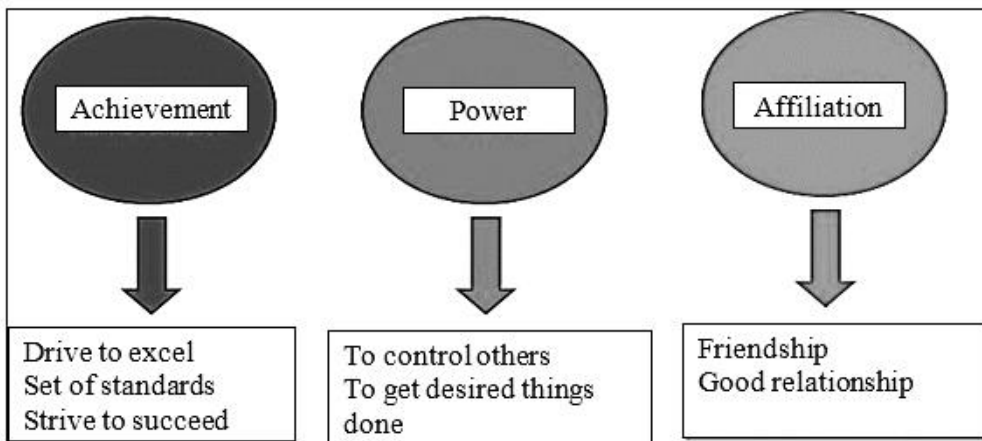 Achievement
Power
Affiliation
Drive to excel
Set of standards
Strive to succeed
To control others
To get desired things
done
Friendship
Good relationship